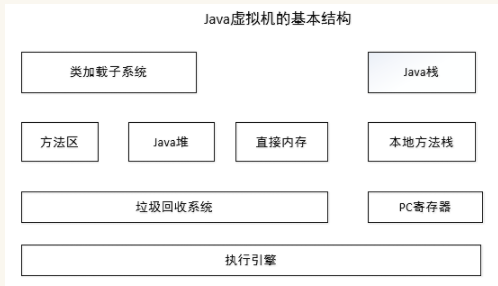 Java虚拟机的基本结构
类加载子系统
Java栈
方法区
Java堆
直接内存
本地方法栈
垃圾回收系统
PC寄存器
执行引擎